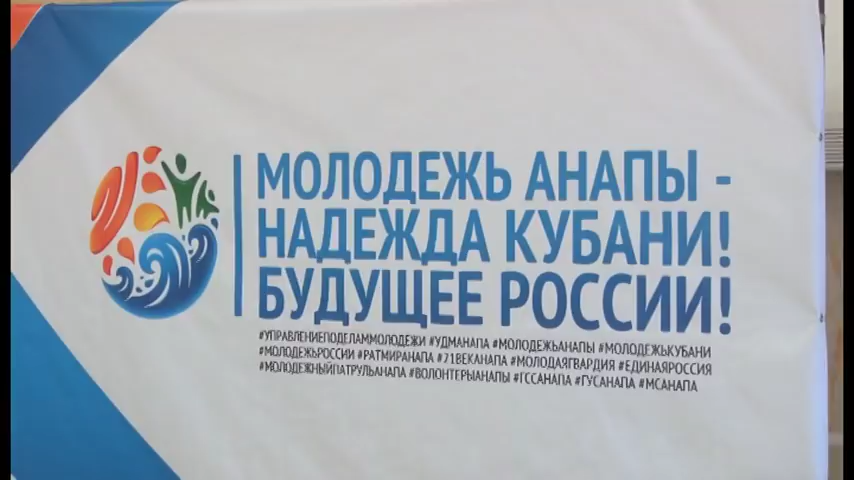 МОЛОДЕЖЬ АНАПЫ -
НАДЕЖДА КУБАНИ!
БУДУЩЕЕ РОССИИ!
#УПРАВЛЕНИЕПОДЕЛАММОЛОДЕЖИ #УДМАНАПА #МОЛОДЕЖЬАНАПЫ #МОЛОДЕЖЬКУБАНИ
#МОЛОДЕЖЬРОССИИ #РАТМИРАНАПА #21ВЕКАНАПА #МОЛОДАЯГВАРДИЯ #ЕДИНАЯРОССИЯ
#МОЛОДЕЖНЫЙПАТРУЛЬАНАПА #ВОЛОНТЕРЫАНАПЫ #ГССАНАПА #ГУСАНАПА #МСАНАПА